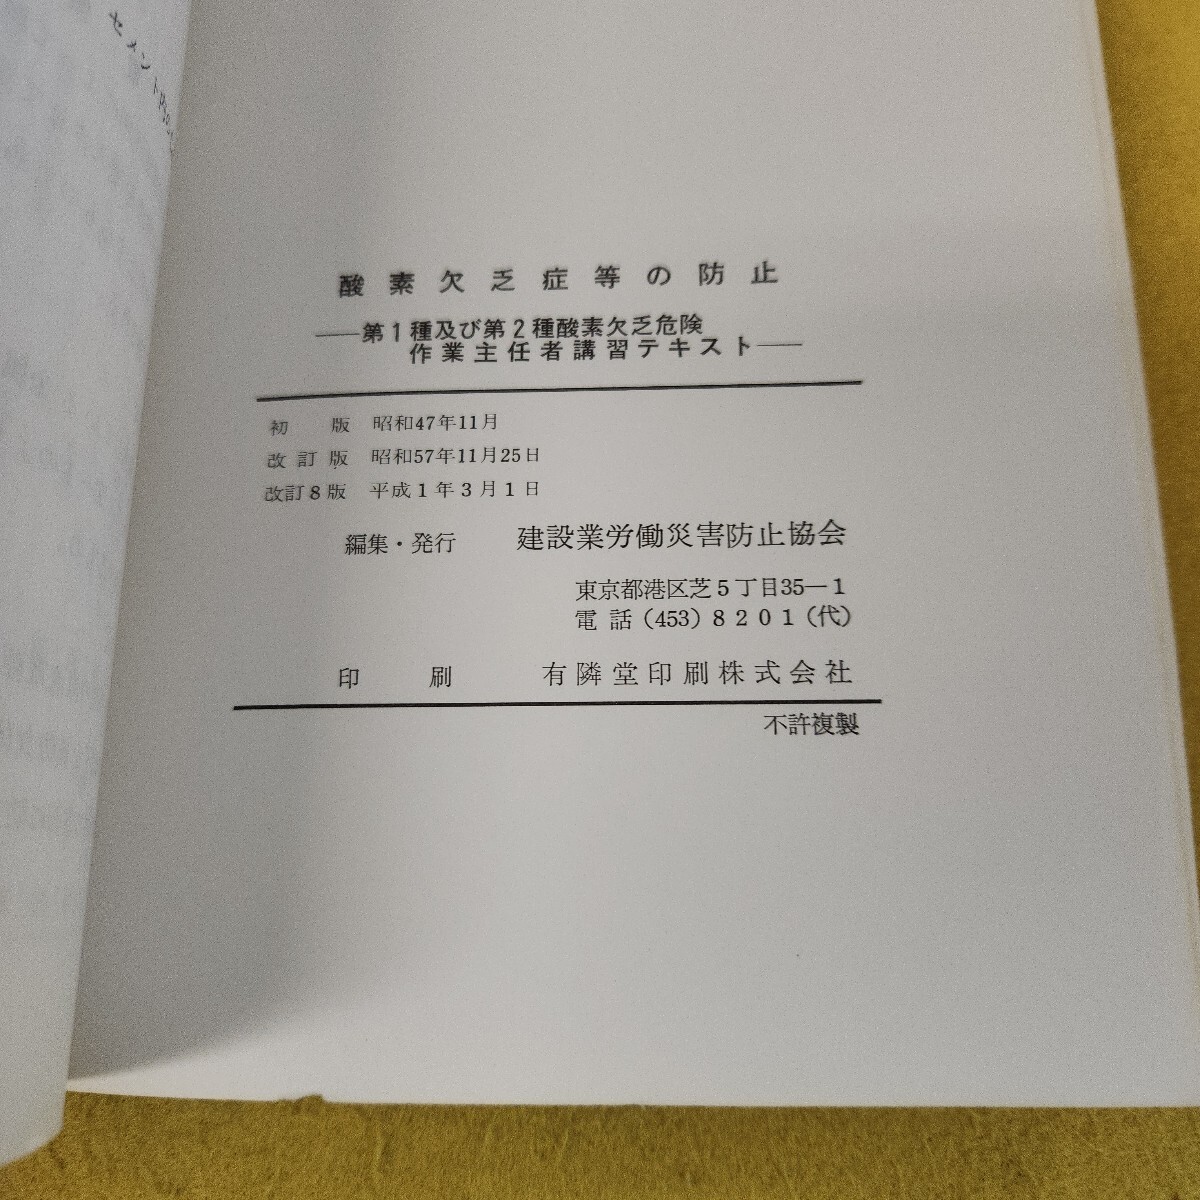 セメント
酸素欠乏症等の防止
――第1種及び第2種酸素欠乏危険
作業主任者講習テキスト――
初版 昭和47年11月
改訂版 昭和57年11月25日
改訂8版 平成1年3月1日
編集・発行 建設業労働災害防止協会
東京都港区芝5丁目35―1
電話(453)8201(代)
印刷 有隣堂印刷株式会社
不許複製